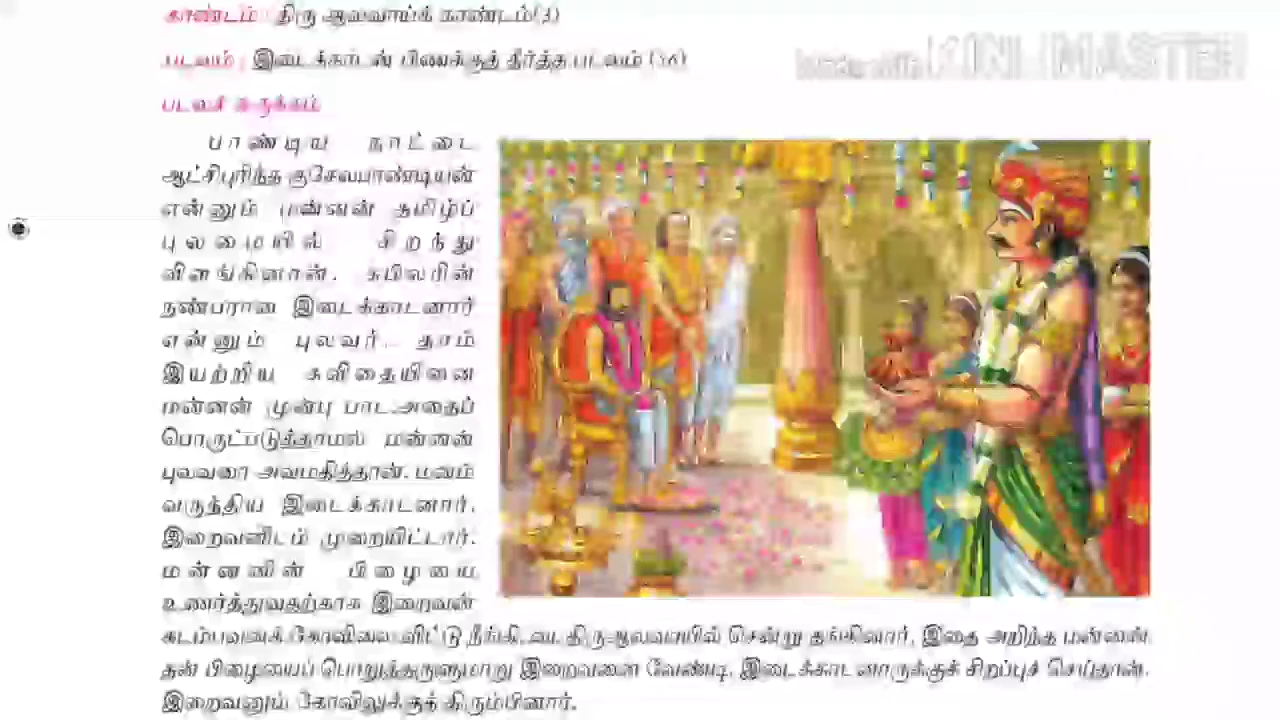 காண்டம் : திரு ஆலவாய்க் காண்டம்(3)
படலம் : இடைக்காடன் பிணக்குத் தீர்த்த படலம் (56)
KINEMASTER
படலச் சுருக்கம்
பாண்டிய நாட்டை
ஆட்சிபுரிந்த குசேலபாண்டியன்
என்னும் மன்னன் தமிழ்ப்
புலமையில் சிறந்து
விளங்கினான். கபிலரின்
நண்பரான இடைக்காடனார்
என்னும் புலவர், தாம்
இயற்றிய கவிதையினை
மன்னன் முன்பு பாட,அதைப்
பொருட்படுத்தாமல் மன்னன்
புலவரை அவமதித்தான். மனம்
வருந்திய இடைக்காடனார்,
இறைவனிடம் முறையிட்டார்.
மன்னனின் பிழையை
உணர்த்துவதற்காக இறைவன்
கடம்பவனக் கோவிலை விட்டு நீங்கி, வட திருஆலவாயில் சென்று தங்கினார். இதை அறிந்த மன்னன்
தன் பிழையைப் பொறுத்தருளுமாறு இறைவனை வேண்டி, இடைக்காடனாருக்குச் சிறப்புச் செய்தான்.
இறைவனும் கோவிலுக்குத் திரும்பினார்.